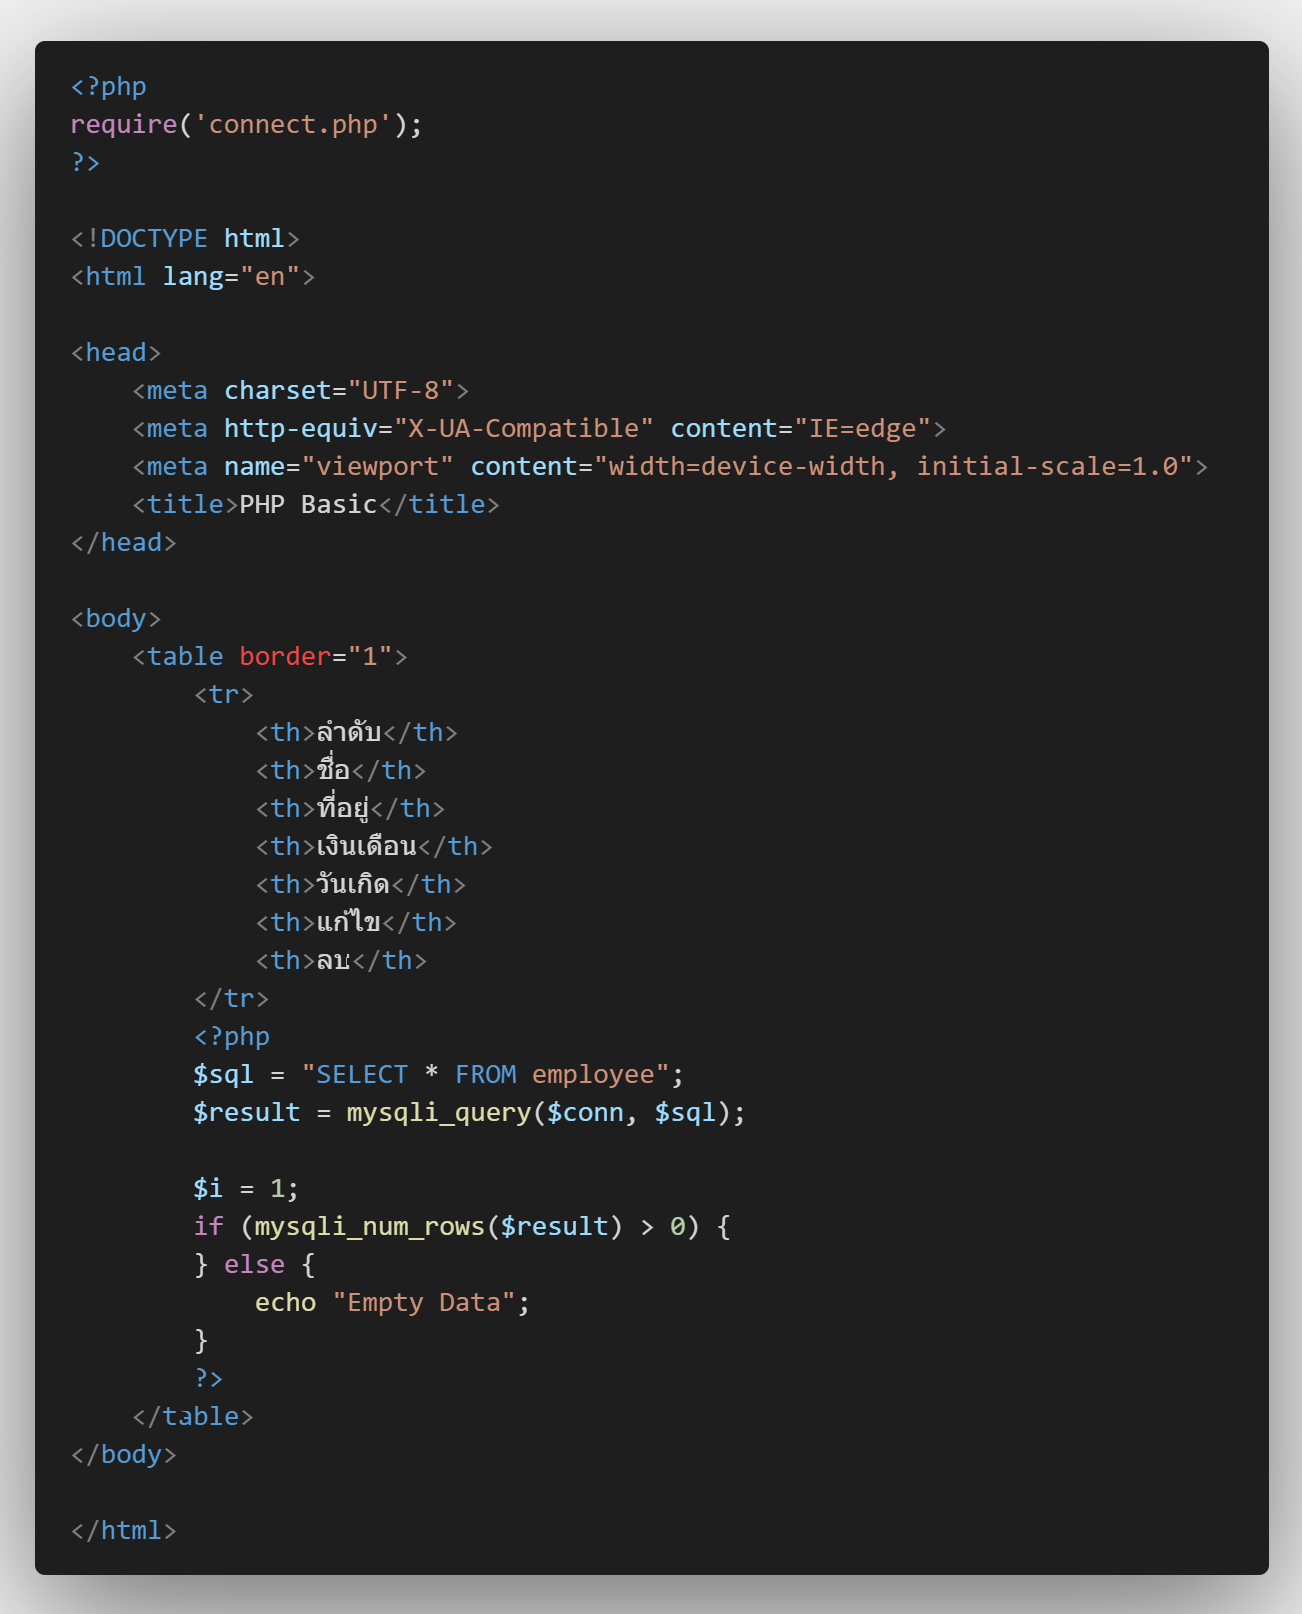 <?php
require('connect.php');
?>
<!DOCTYPE html>
<html lang="en">
<head>
<meta charset="UTF-8">
<meta http-equiv="X-UA-Compatible" content="IE=edge">
<meta name="viewport" content="width=device-width, initial-scale=1.0">
<title>PHP Basic</title>
</head>
<body>
<table border="1">
<tr>
<th>ลำดับ</th>
<th>ชื่อ</th>
<th>ที่อยู่</th>
<th>เงินเดือน</th>
<th>วันเกิด</th>
<th>แก้ไข</th>
<th>ลบ</th>
</tr>
<?php
$sql = "SELECT * FROM employee";
$result = mysqli_query($conn, $sql);
$i = 1;
if (mysqli_num_rows($result) > 0) {
} else {
echo "Empty Data";
}
?>
</table>
</body>
</html>